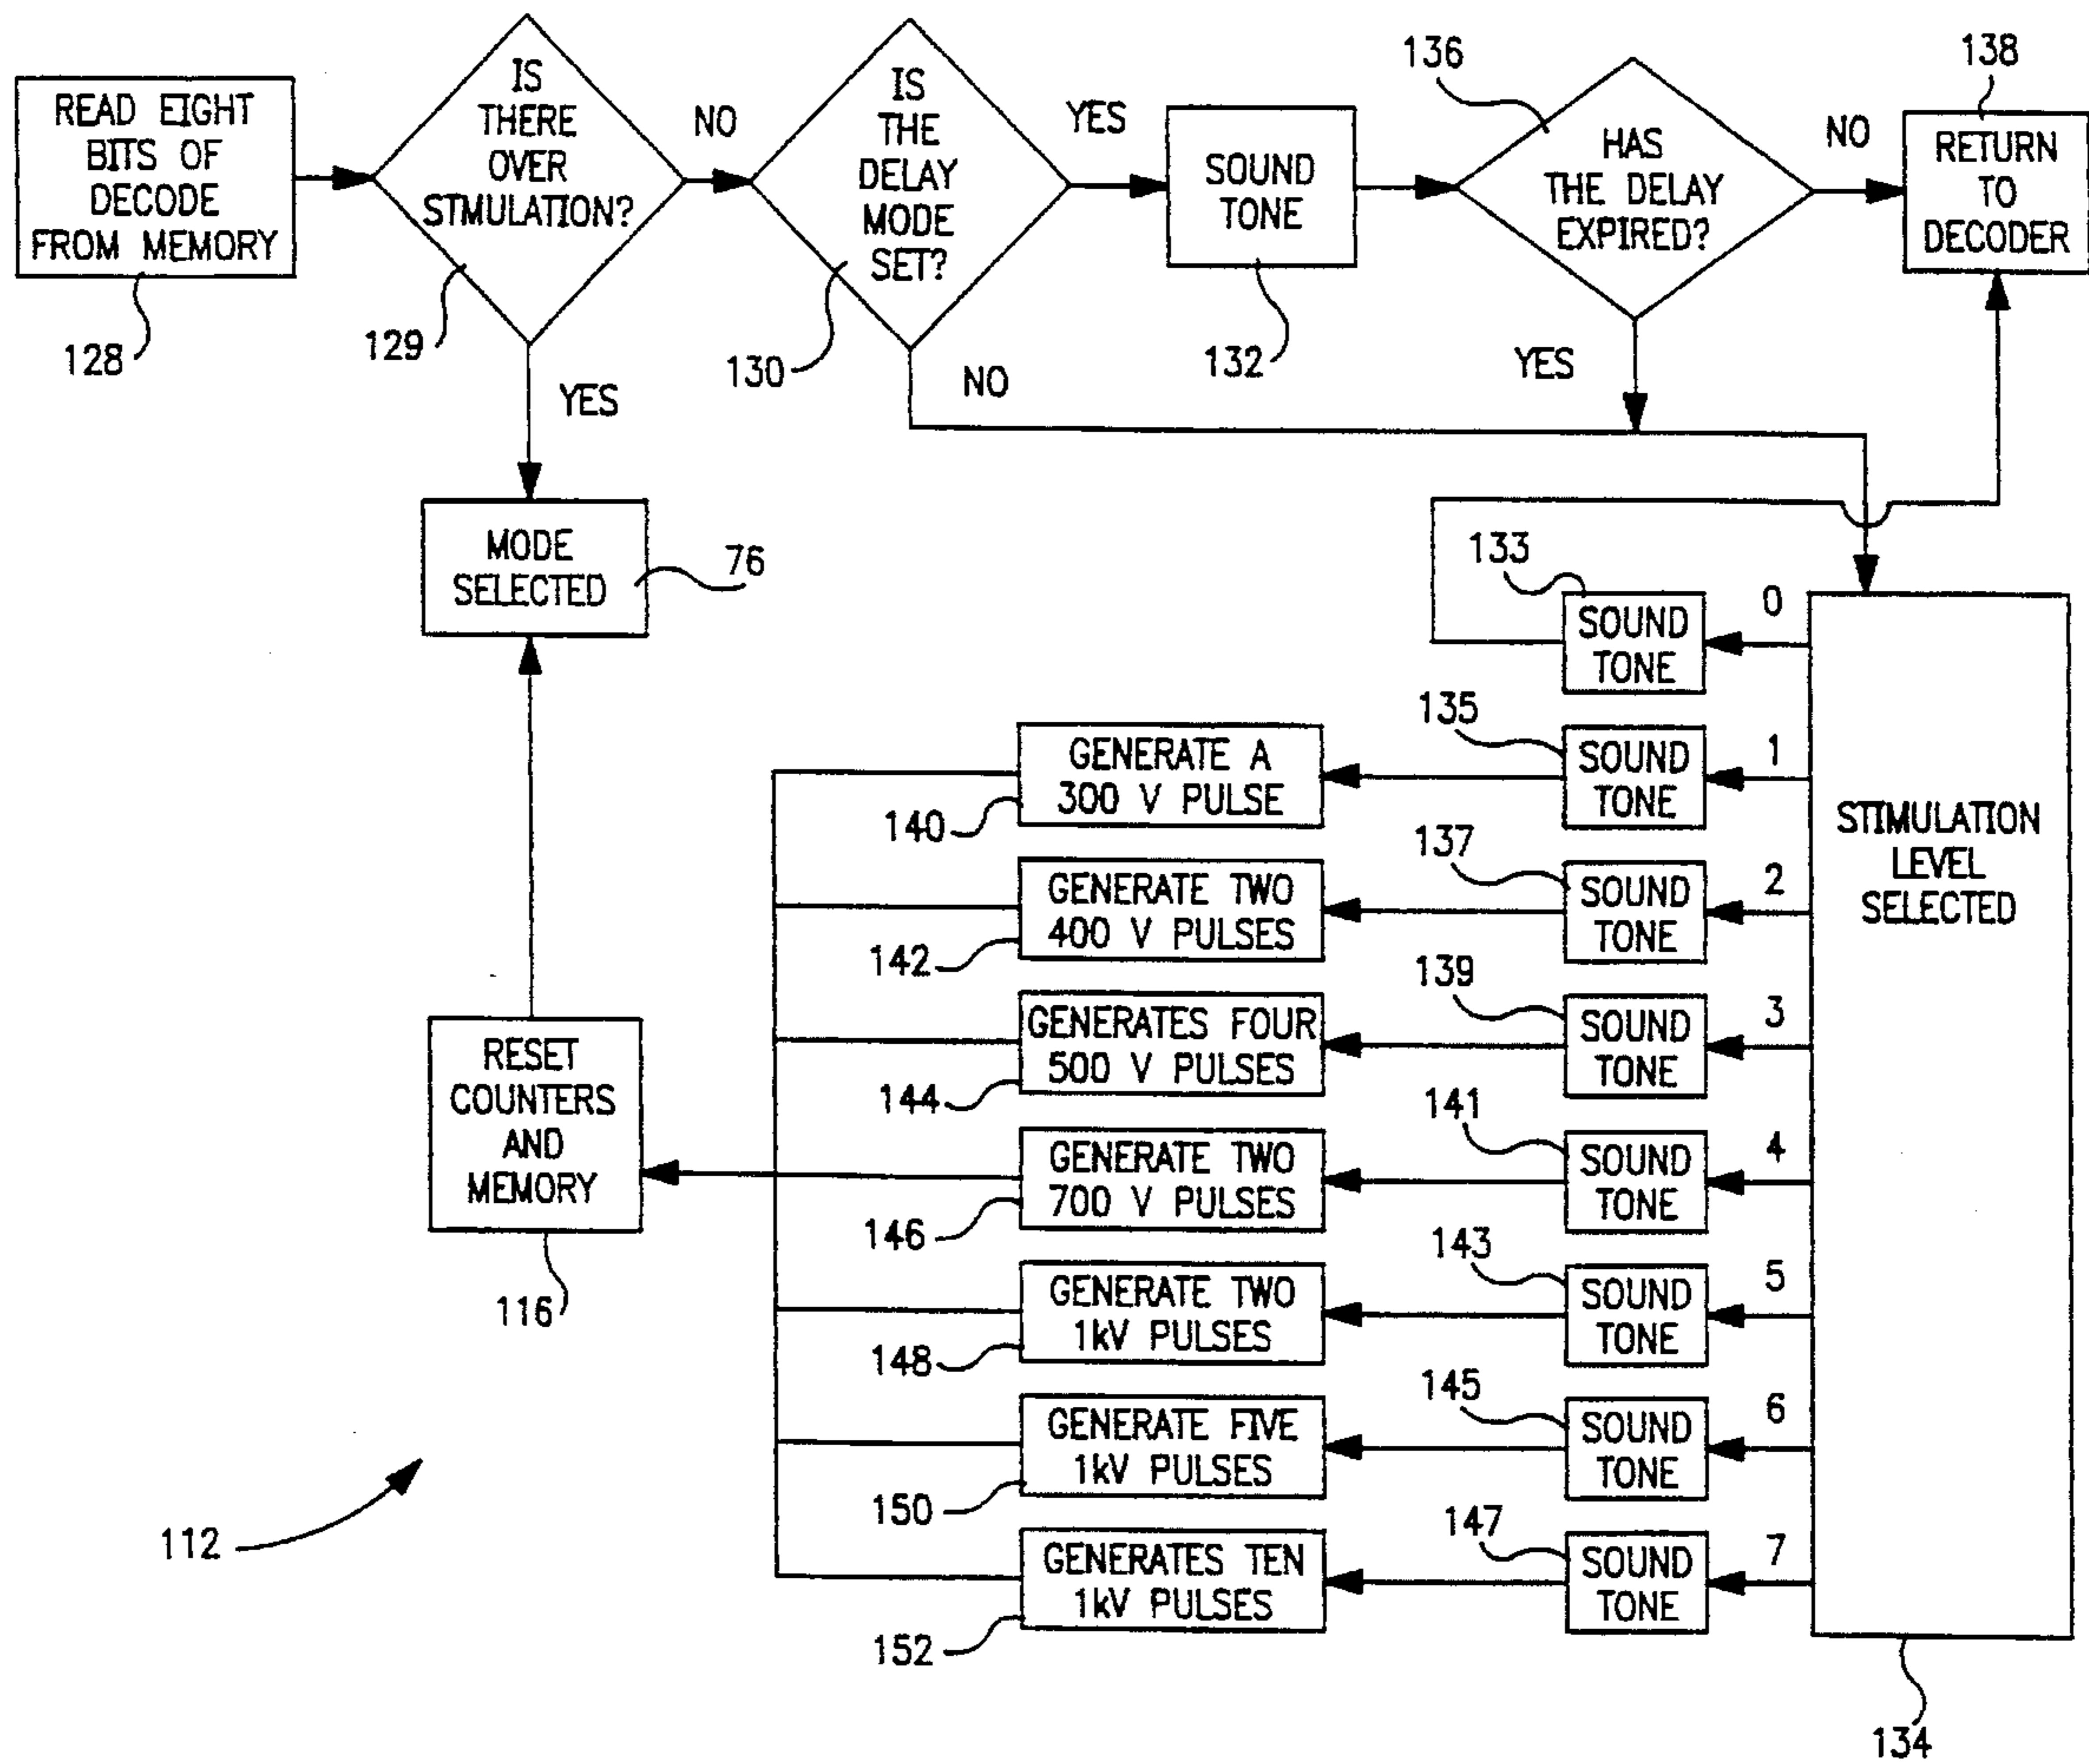 READ EIGHT
BITS OF
DECODE
FROM MEMORY
128
IS
THERE
OVER
STMULATION?
129
NO
YES
IS
THE
DELAY
MODE
SET?
130
YES
NO
SOUND
TONE
132
136
HAS
THE DELAY
EXPIRED?
NO
YES
138
RETURN
TO
DECODER
MODE
SELECTED
76
133
SOUND
TONE
0
135
SOUND
TONE
1
GENERATE A
300 V PULSE
140
137
SOUND
TONE
2
GENERATE TWO
400 V PULSES
142
139
SOUND
TONE
3
GENERATES FOUR
500 V PULSES
144
141
SOUND
TONE
4
GENERATE TWO
700 V PULSES
146
143
SOUND
TONE
5
GENERATE TWO
1kV PULSES
148
145
SOUND
TONE
6
GENERATE FIVE
1kV PULSES
150
147
SOUND
TONE
7
GENERATES TEN
1kV PULSES
152
STIMULATION
LEVEL
SELECTED
134
RESET
COUNTERS
AND
MEMORY
116
112